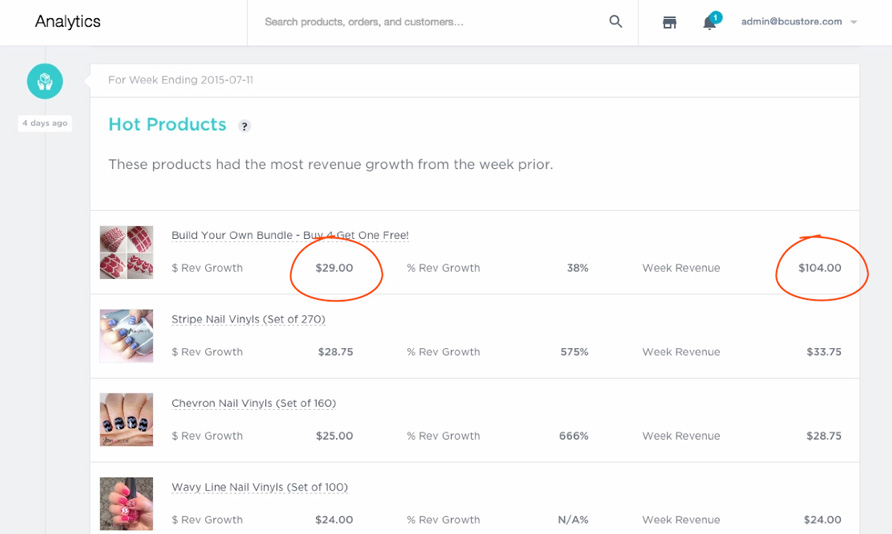 Analytics
Search products, orders, and customers...
1
admin@bcustore.com
For Week Ending 2015-07-11
4 days ago
Hot Products ?
These products had the most revenue growth from the week prior.
Build Your Own Bundle - Buy 4 Get One Free!
$ Rev Growth $29.00 % Rev Growth 38% Week Revenue $104.00
Stripe Nail Vinyls (Set of 270)
$ Rev Growth $28.75 % Rev Growth 575% Week Revenue $33.75
Chevron Nail Vinyls (Set of 160)
$ Rev Growth $25.00 % Rev Growth 666% Week Revenue $28.75
Wavy Line Nail Vinyls (Set of 100)
$ Rev Growth $24.00 % Rev Growth N/A% Week Revenue $24.00